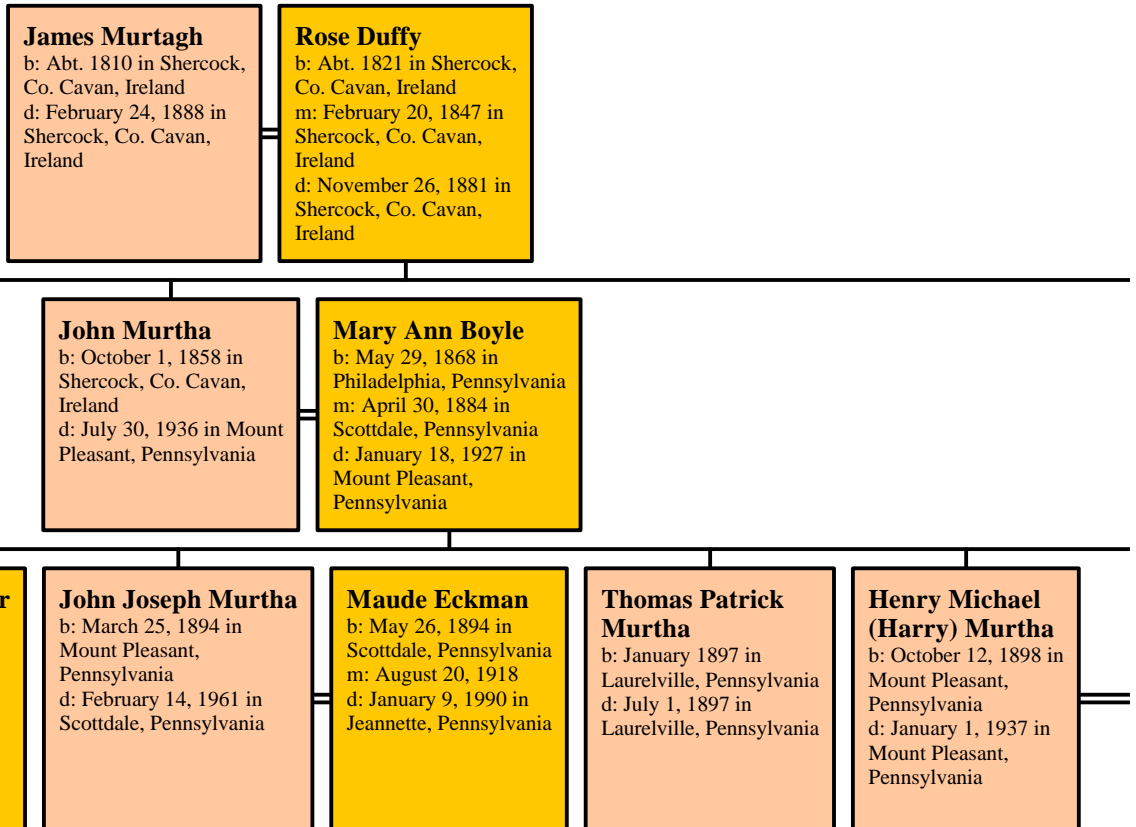 James Murtagh
b: Abt. 1810 in Shercock,
Co. Cavan, Ireland
d: February 24, 1888 in
Shercock, Co. Cavan,
Ireland
Rose Duffy
b: Abt. 1821 in Shercock,
Co. Cavan, Ireland
m: February 20, 1847 in
Shercock, Co. Cavan,
Ireland
d: November 26, 1881 in
Shercock, Co. Cavan,
Ireland
John Murtha
b: October 1, 1858 in
Shercock, Co. Cavan,
Ireland
d: July 30, 1936 in Mount
Pleasant, Pennsylvania
Mary Ann Boyle
b: May 29, 1868 in
Philadelphia, Pennsylvania
m: April 30, 1884 in
Scottdale, Pennsylvania
d: January 18, 1927 in
Mount Pleasant,
Pennsylvania
r
John Joseph Murtha
b: March 25, 1894 in
Mount Pleasant,
Pennsylvania
d: February 14, 1961 in
Scottdale, Pennsylvania
Maude Eckman
b: May 26, 1894 in
Scottdale, Pennsylvania
m: August 20, 1918
d: January 9, 1990 in
Jeannette, Pennsylvania
Thomas Patrick
Murtha
b: January 1897 in
Laurelville, Pennsylvania
d: July 1, 1897 in
Laurelville, Pennsylvania
Henry Michael
(Harry) Murtha
b: October 12, 1898 in
Mount Pleasant,
Pennsylvania
d: January 1, 1937 in
Mount Pleasant,
Pennsylvania